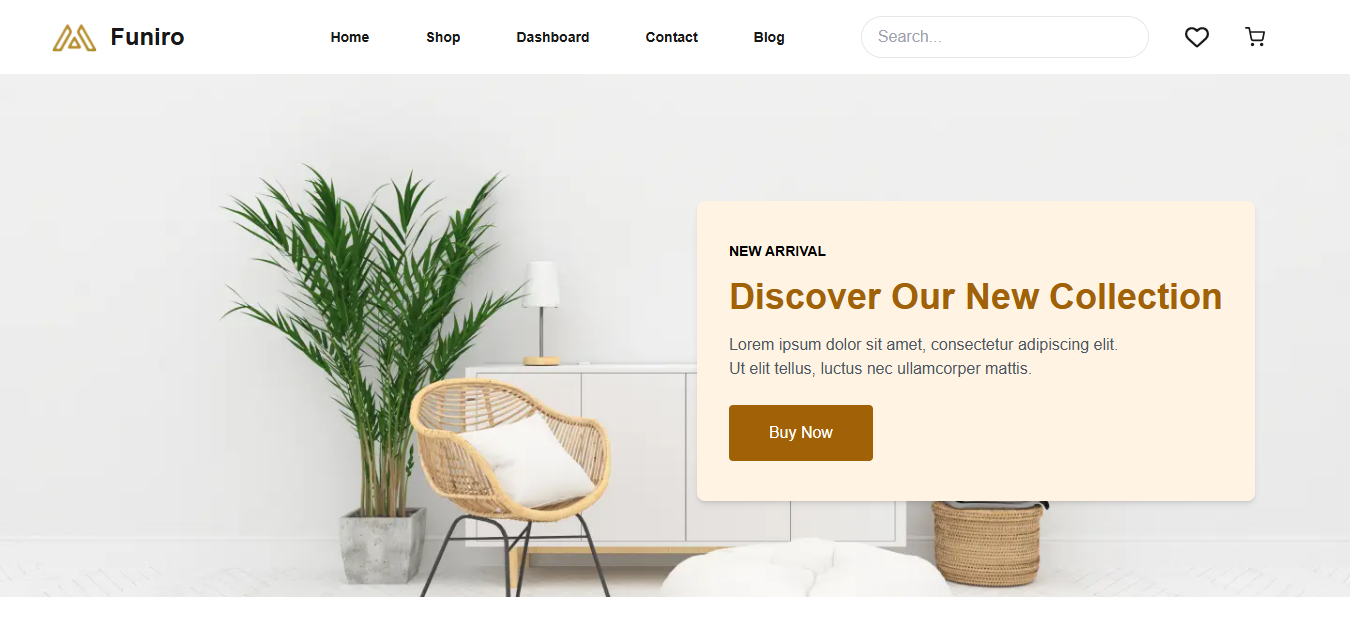 Funiro
Home Shop Dashboard Contact Blog Search...
NEW ARRIVAL
Discover Our New Collection
Lorem ipsum dolor sit amet, consectetur adipiscing elit.
Ut elit tellus, luctus nec ullamcorper mattis.
Buy Now